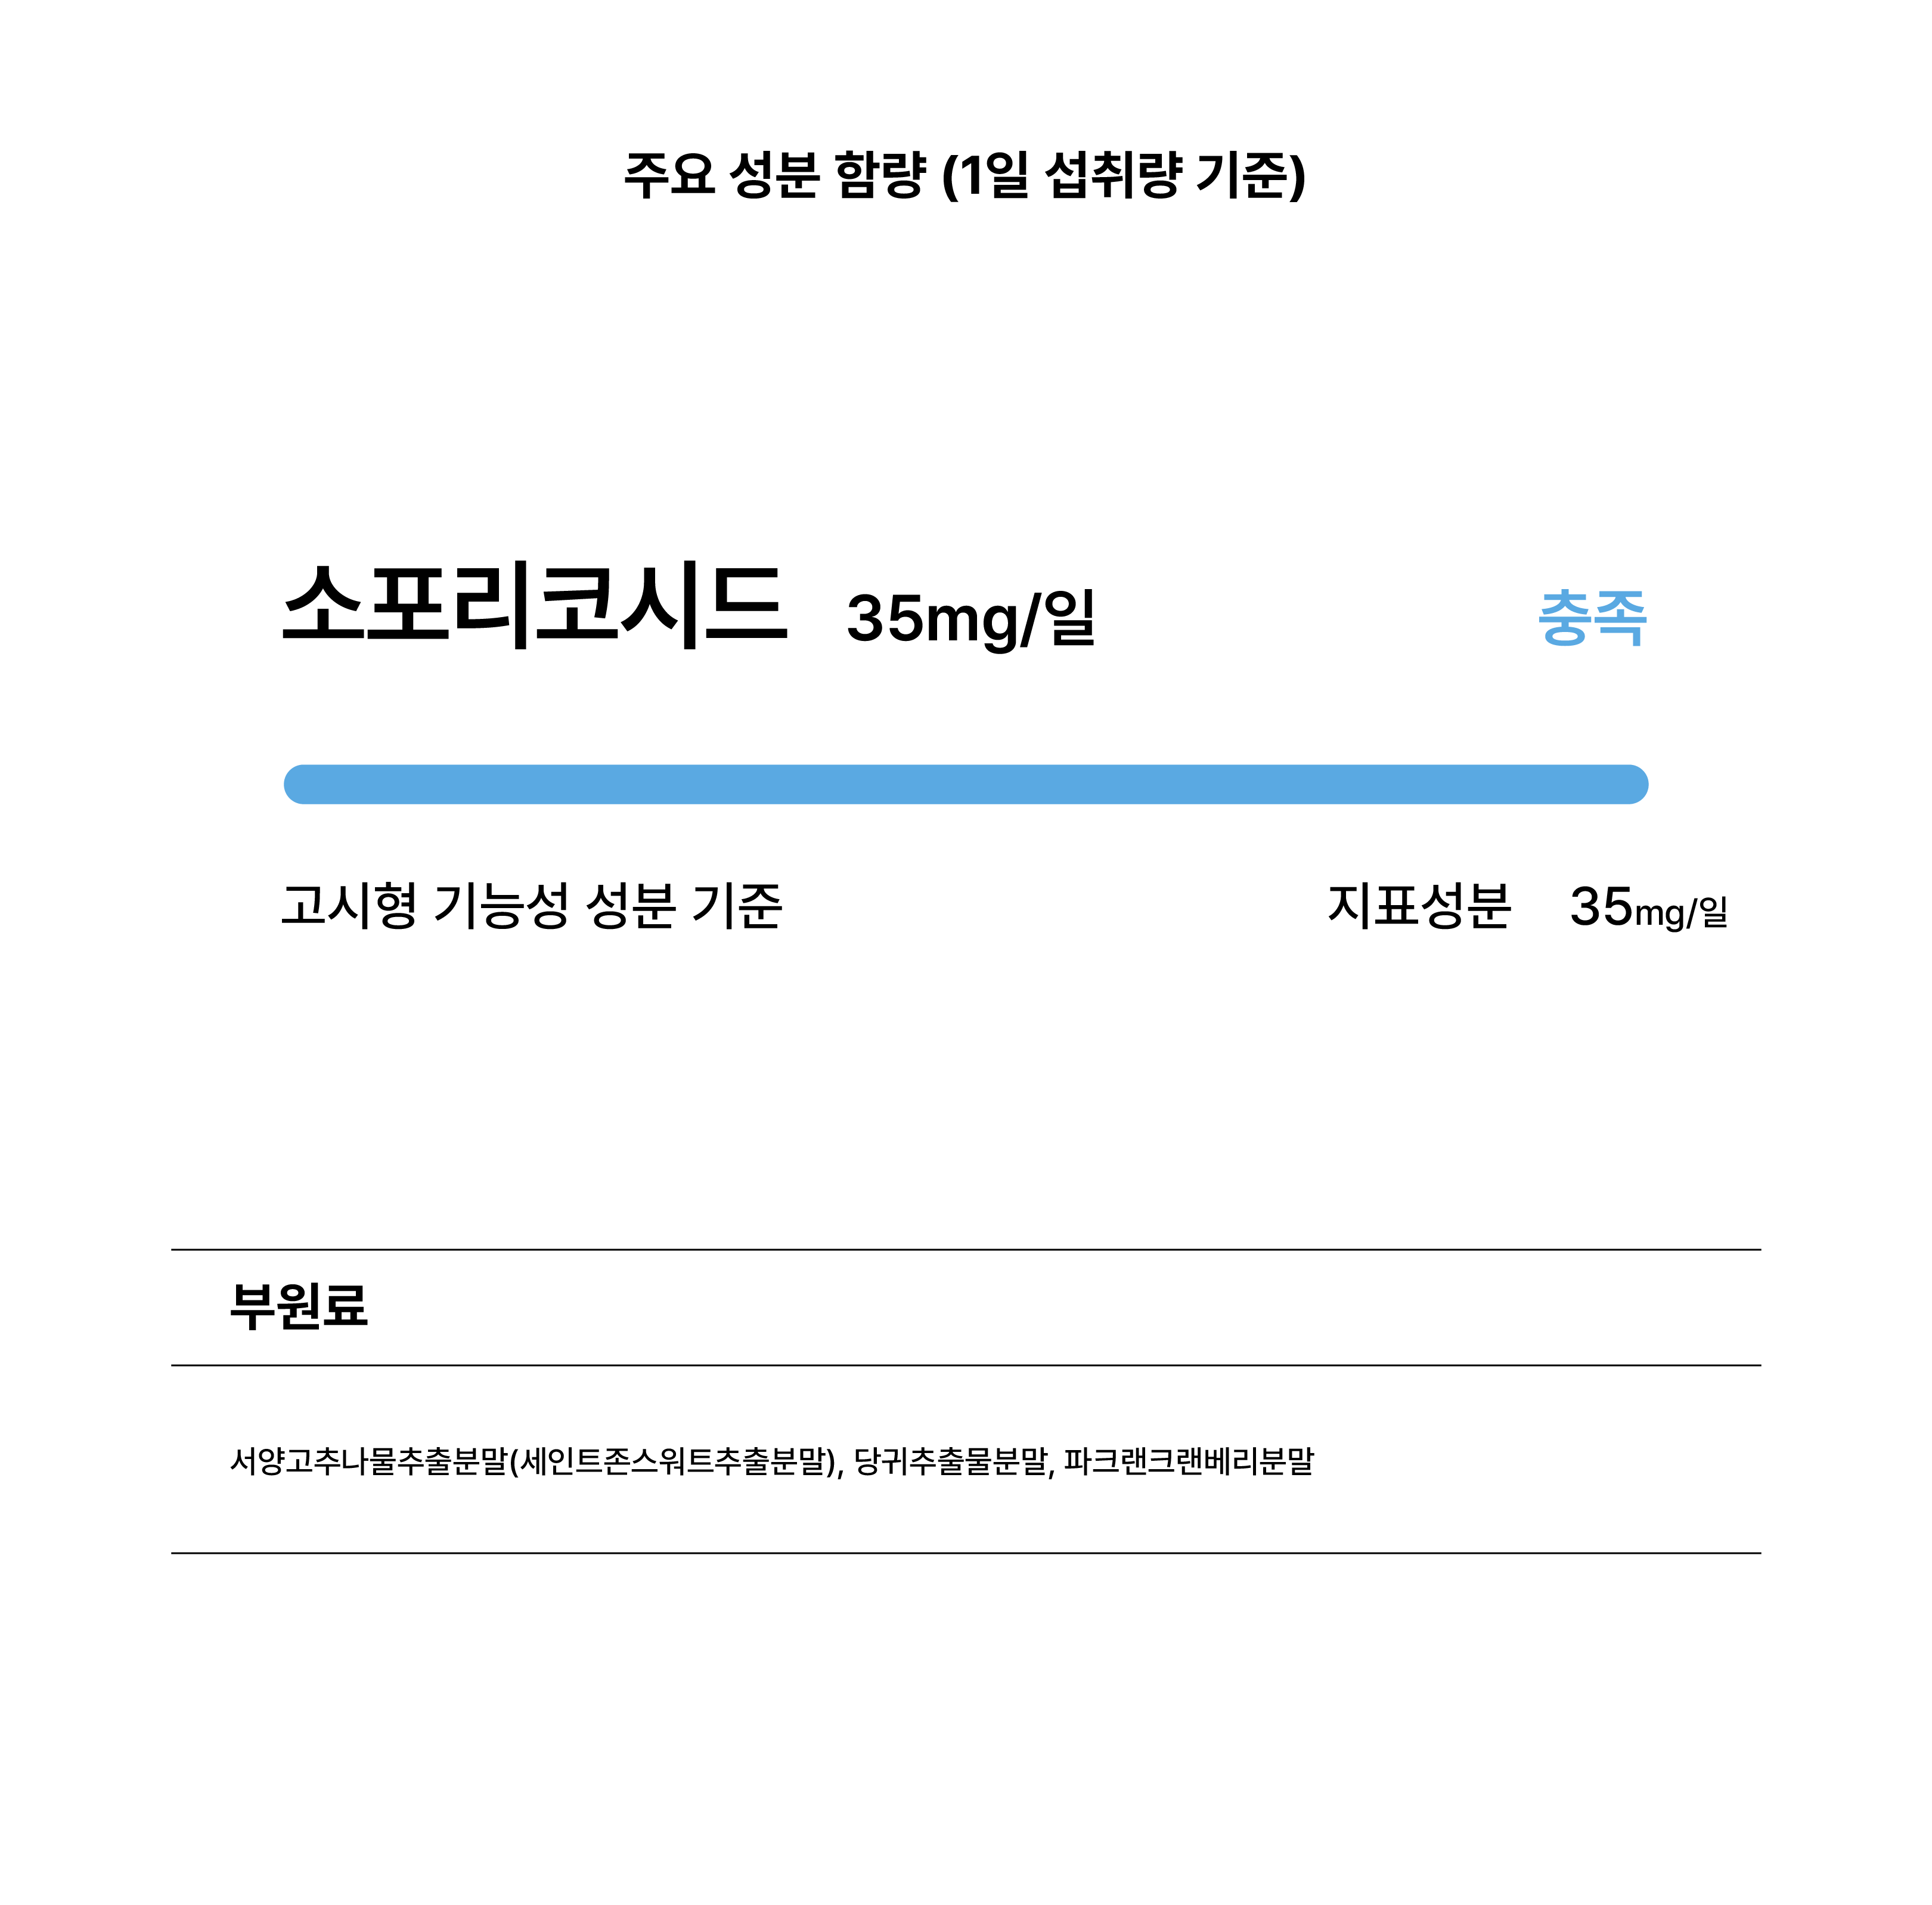 주요 성분 함량 (1일 섭취량 기준)
소포리코시드 35mg/일 충족
고시형 기능성 성분 기준 지표성분 35mg/일
부원료
서양고추나물추출부말(세인트존스워트추출분말), 당귀추출물분말, 파크랜크랜베리분말